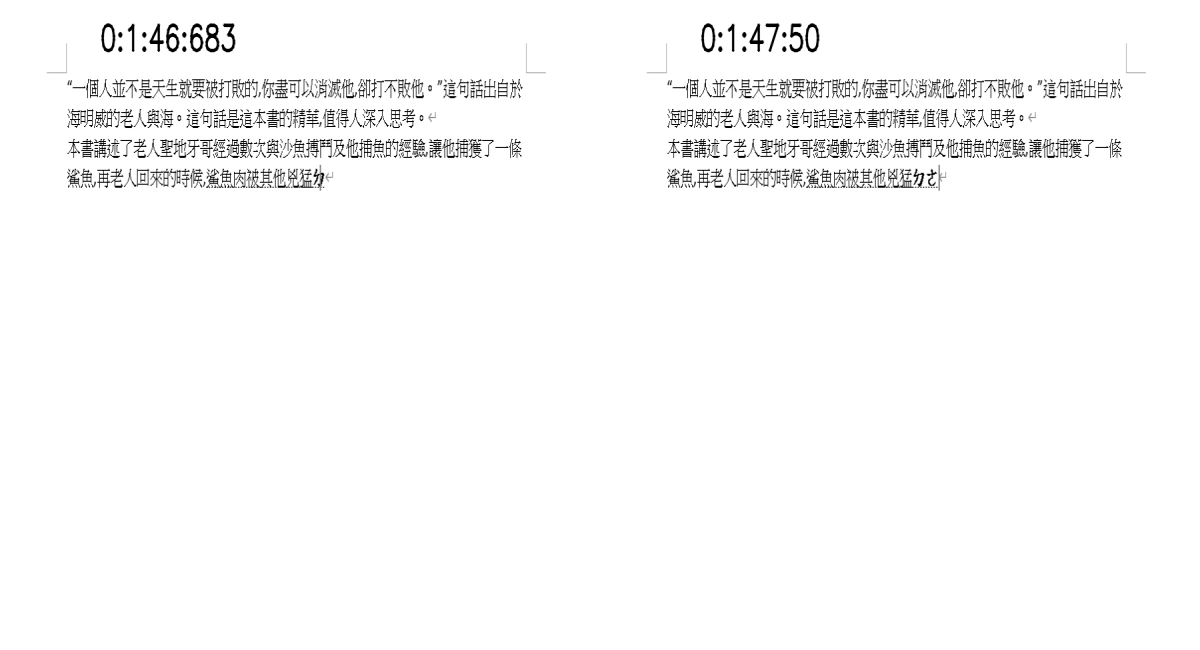 0:1:46:683
“一個人並不是天生就要被打敗的,你盡可以消滅他,卻打不敗他。”這句話出自於
海明威的老人與海。這句話是這本書的精華,值得人深入思考。
本書講述了老人聖地牙哥經過數次與沙魚搏鬥及他捕魚的經驗,讓他捕獲了一條
鯊魚,再老人回來的時候,鯊魚肉被其他兇猛ㄉ
0:1:47:50
“一個人並不是天生就要被打敗的,你盡可以消滅他,卻打不敗他。”這句話出自於
海明威的老人與海。這句話是這本書的精華,值得人深入思考。
本書講述了老人聖地牙哥經過數次與沙魚搏鬥及他捕魚的經驗,讓他捕獲了一條
鯊魚,再老人回來的時候,鯊魚肉被其他兇猛ㄉㄜ